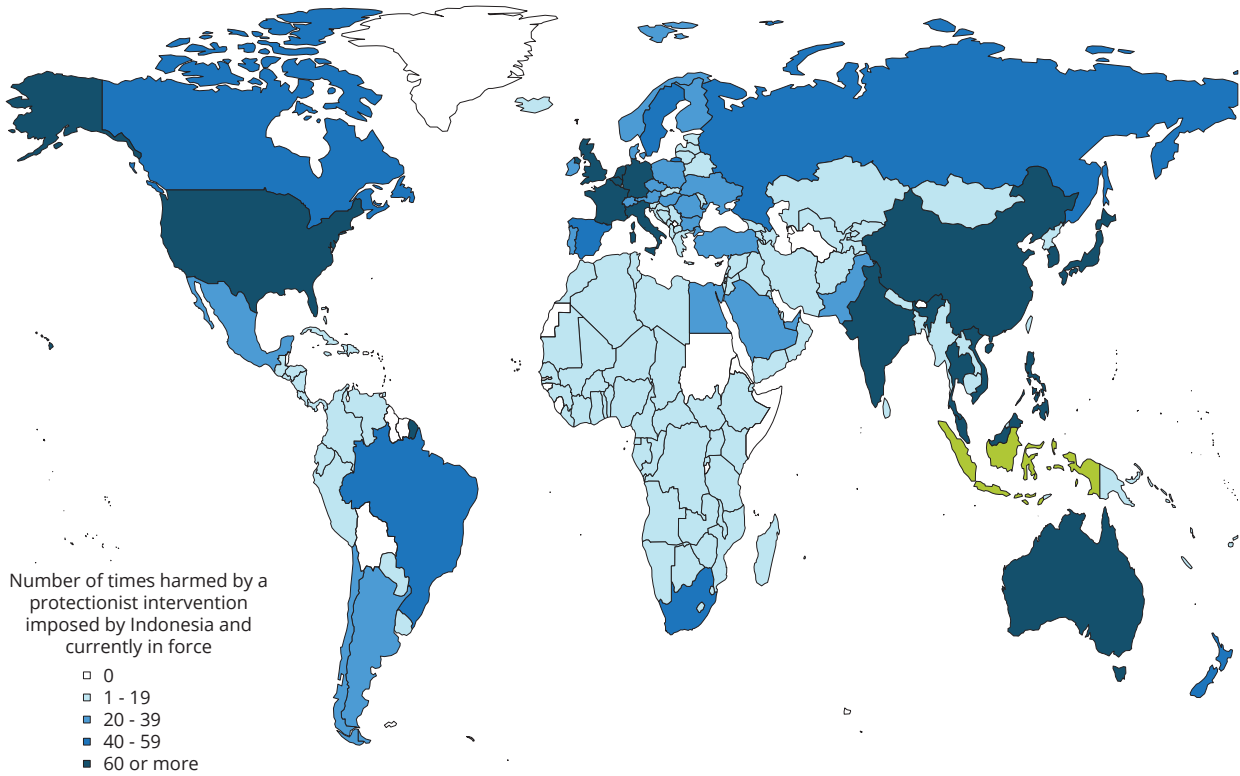 Number of times harmed by a
protectionist intervention
imposed by Indonesia and
currently in force
0
1 - 19
20 - 39
40 - 59
60 or more